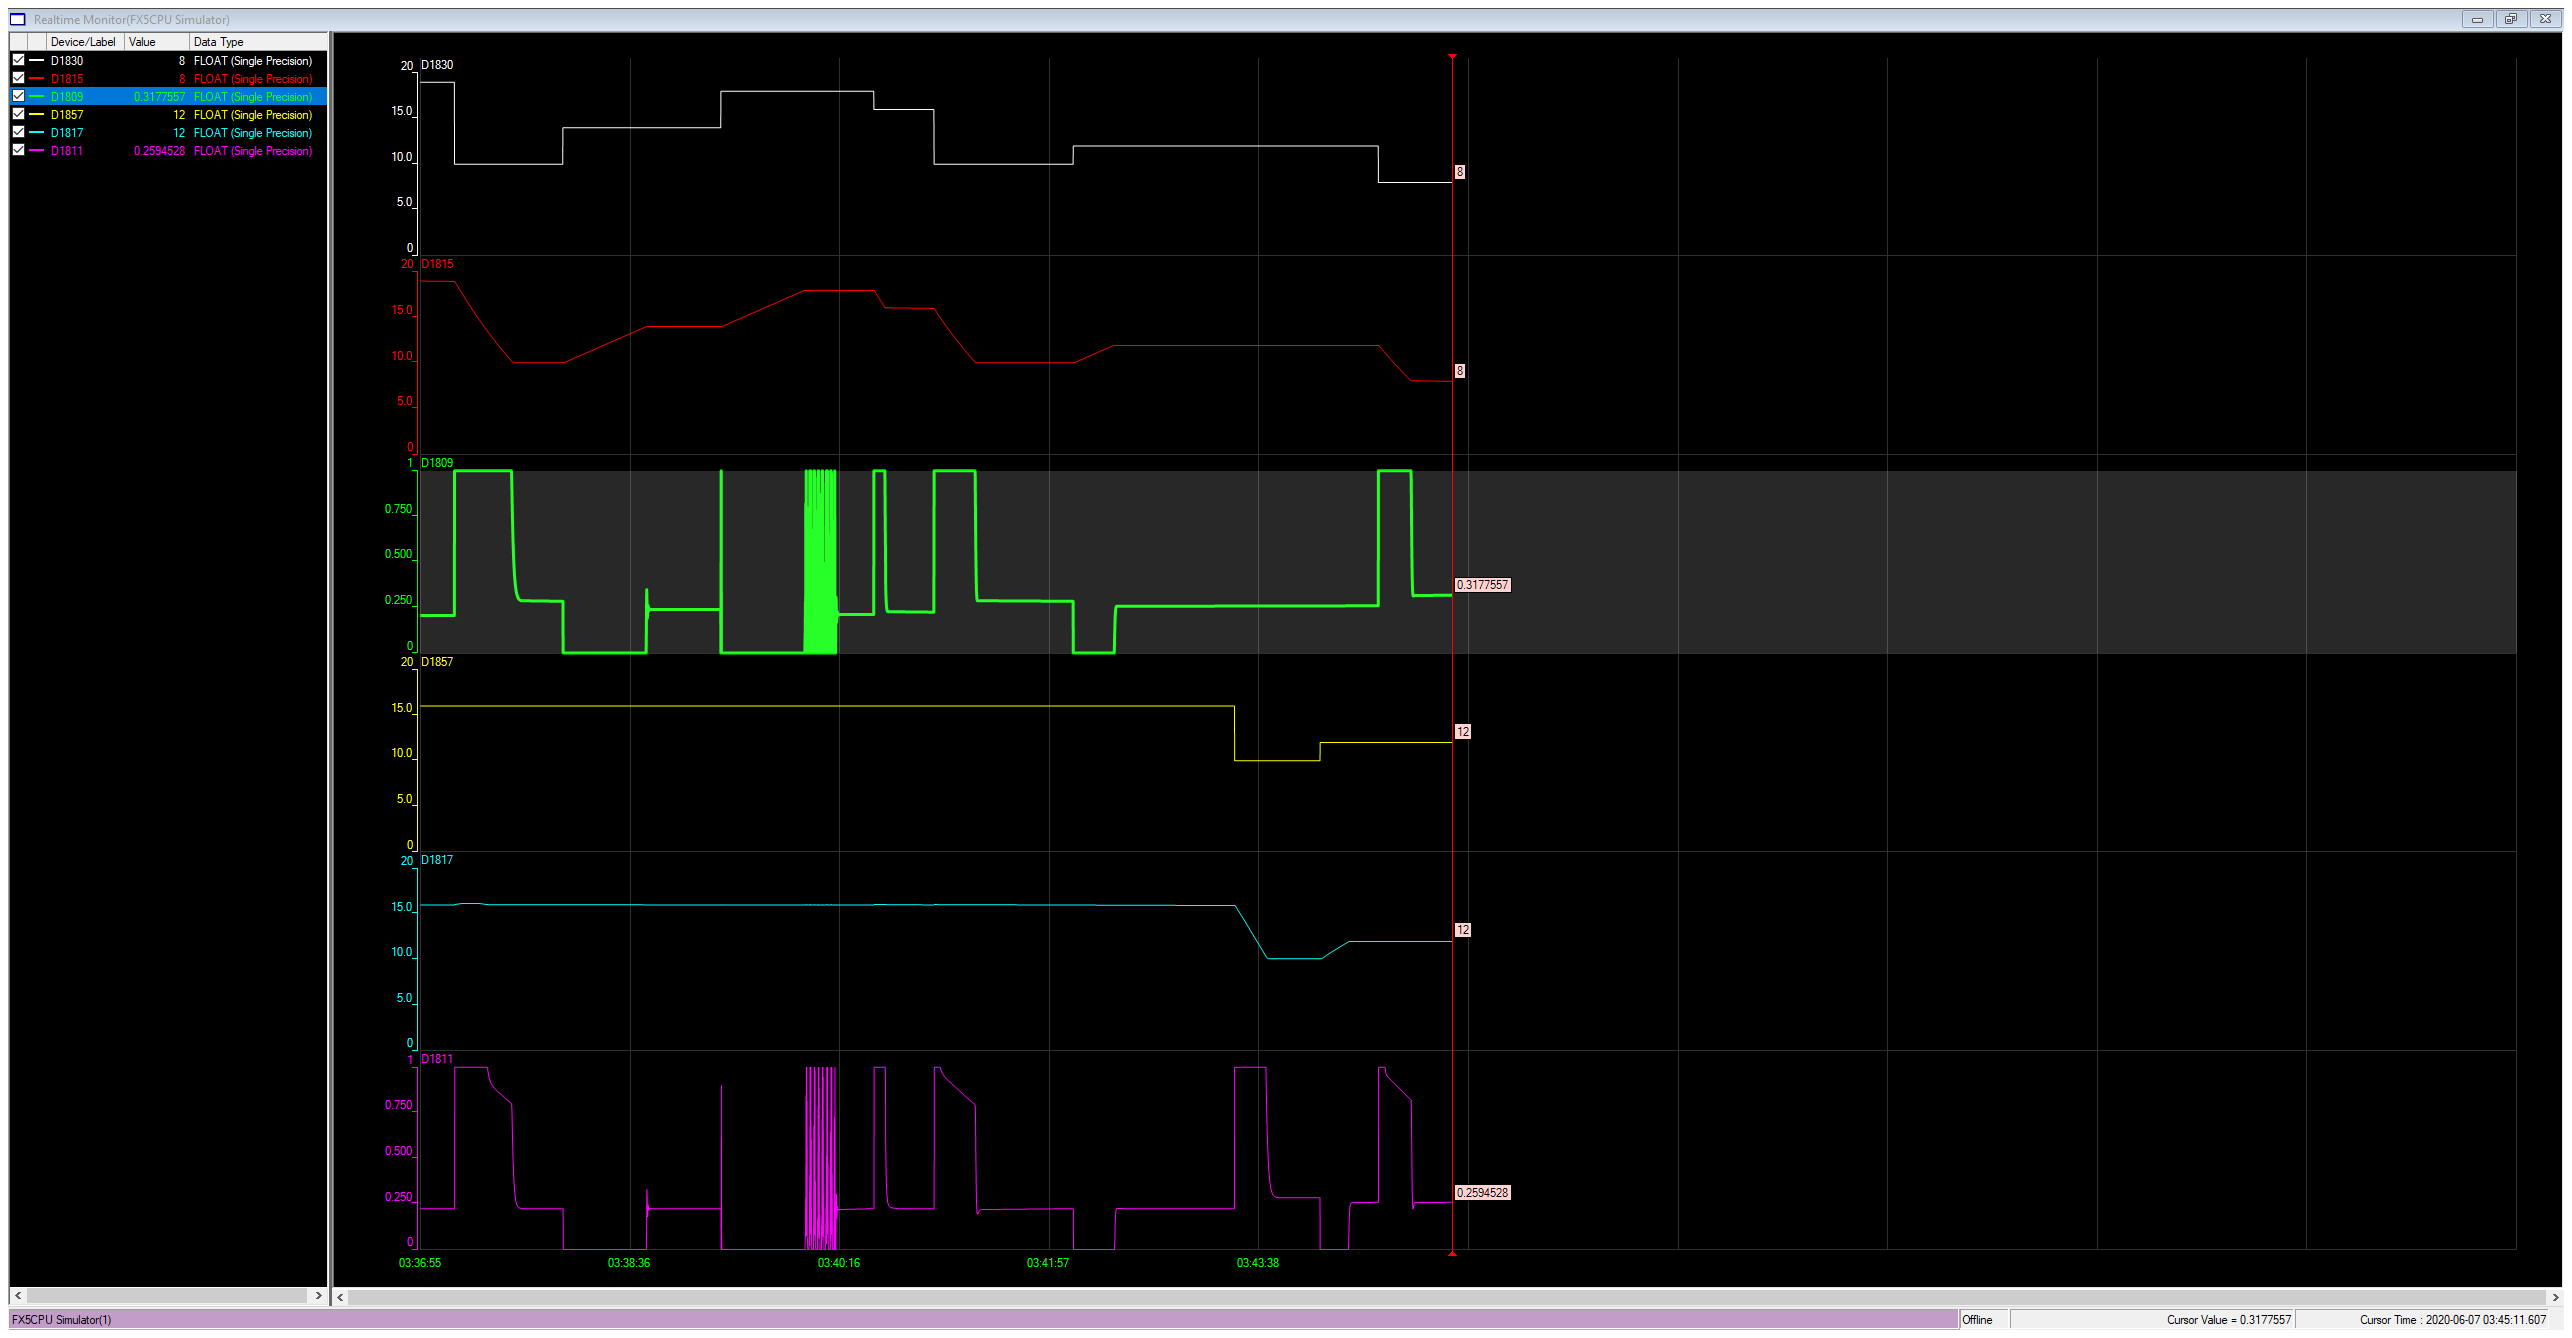 Realtime Monitor(FX5CPU Simulator)
Device/Label Value Data Type
D1830 8 FLOAT (Single Precision)
D1815 8 FLOAT (Single Precision)
D1809 0.3177557 FLOAT (Single Precision)
D1857 12 FLOAT (Single Precision)
D1817 12 FLOAT (Single Precision)
D1811 0.2594528 FLOAT (Single Precision)
20 D1830
15.0
10.0
8
5.0
0
20 D1815
15.0
10.0
8
5.0
0
1 D1809
0.750
0.500
0.3177557
0.250
0
20 D1857
15.0
12
10.0
5.0
0
20 D1817
15.0
12
10.0
5.0
0
1 D1811
0.750
0.500
0.2594528
0.250
0
03:36:55 03:38:36 03:40:16 03:41:57 03:43:38
FX5CPU Simulator(1) Offline Cursor Value = 0.3177557 Cursor Time : 2020-06-07 03:45:11.607